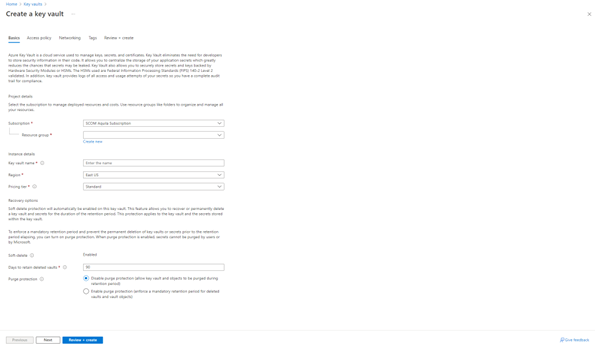 Home > Key vaults >
Create a key vault ...
Basics Access policy Networking Tags Review + create
Azure Key Vault is a cloud service used to manage keys, secrets, and certificates. Key Vault eliminates the need for developers
to store security information in their code. It allows you to centralize the storage of your application secrets which greatly
reduces the chances that secrets may be leaked. Key Vault also allows you to securely store secrets and keys backed by
Hardware Security Modules or HSMs. The HSMs used are Federal Information Processing Standards (FIPS) 140-2 Level 2
validated. In addition, key vault provides logs of all access and usage attempts of your secrets so you have a complete audit
trail for compliance.
Project details
Select the subscription to manage deployed resources and costs. Use resource groups like folders to organize and manage all
your resources.
Subscription *
SCOM Aquila Subscription
Resource group *
Create new
Instance details
Key vault name *
Enter the name
Region *
East US
Pricing tier *
Standard
Recovery options
Soft delete protection will automatically be enabled on this key vault. This feature allows you to recover or permanently delete
a key vault and secrets for the duration of the retention period. This protection applies to the key vault and the secrets stored
within the key vault.
To enforce a mandatory retention period and prevent the permanent deletion of key vaults or secrets prior to the retention
period elapsing, you can turn on purge protection. When purge protection is enabled, secrets cannot be purged by users or
by Microsoft.
Soft delete
Enabled
Days to retain deleted vaults *
90
Purge protection
Disable purge protection (allow key vault and objects to be purged during
retention period)
Enable purge protection (enforce a mandatory retention period for deleted
vaults and vault objects)
Previous Next Review + create
Give feedback